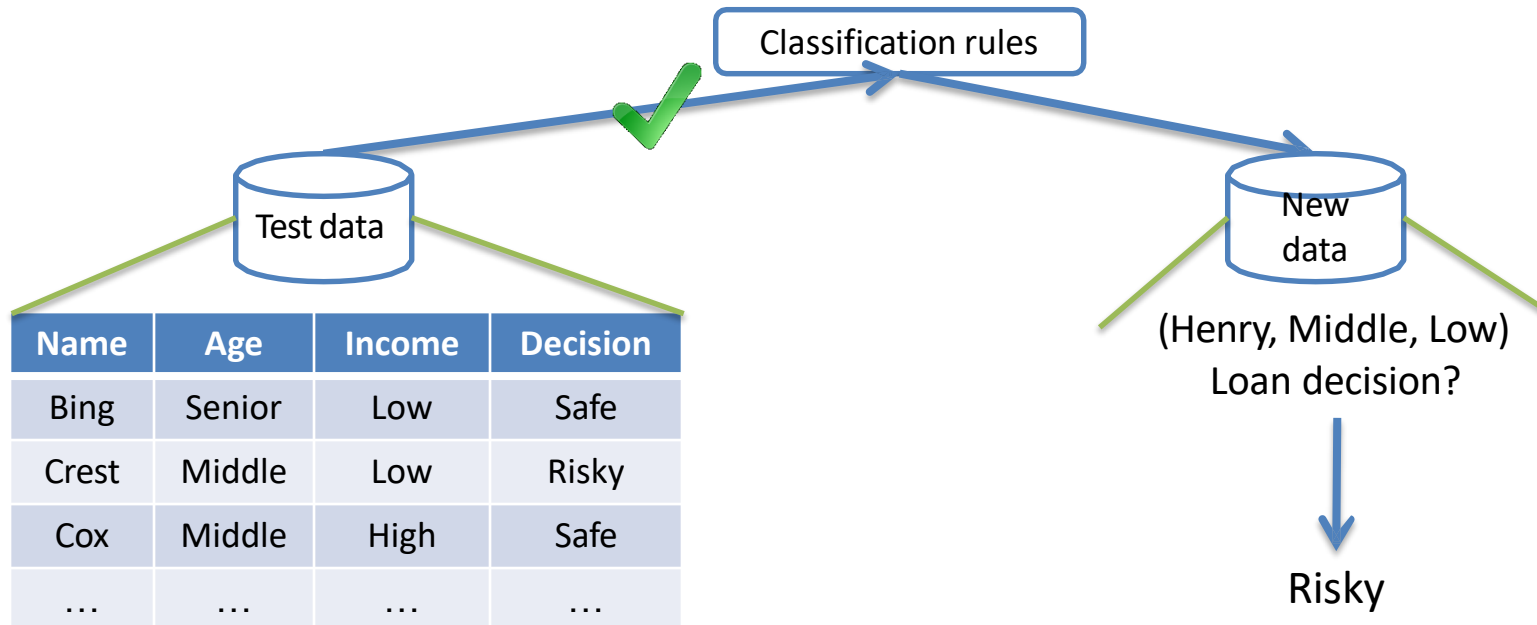 Classification rules
Test data
New
data
Name Age Income Decision
Bing Senior Low Safe
Crest Middle Low Risky
Cox Middle High Safe
… … … …
(Henry, Middle, Low)
Loan decision?
Risky